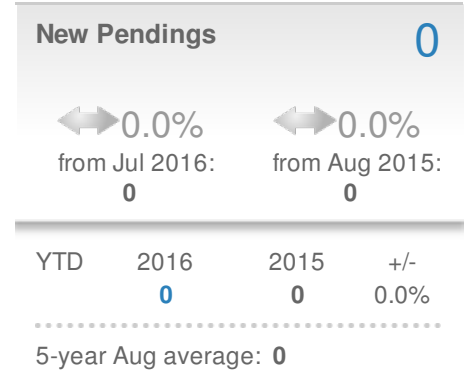 New Pendings 0
0.0% 0.0%
from Jul 2016: from Aug 2015:
0 0
YTD 2016 2015 +/-
0 0 0.0%
5-year Aug average: 0